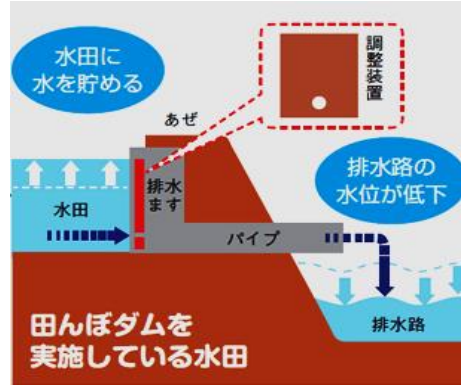 水田に
水を貯める
調整装置
あぜ
排水路の
水位が低下
排水
ます
水田
パイプ
田んぼダムを
実施している水田
排水路